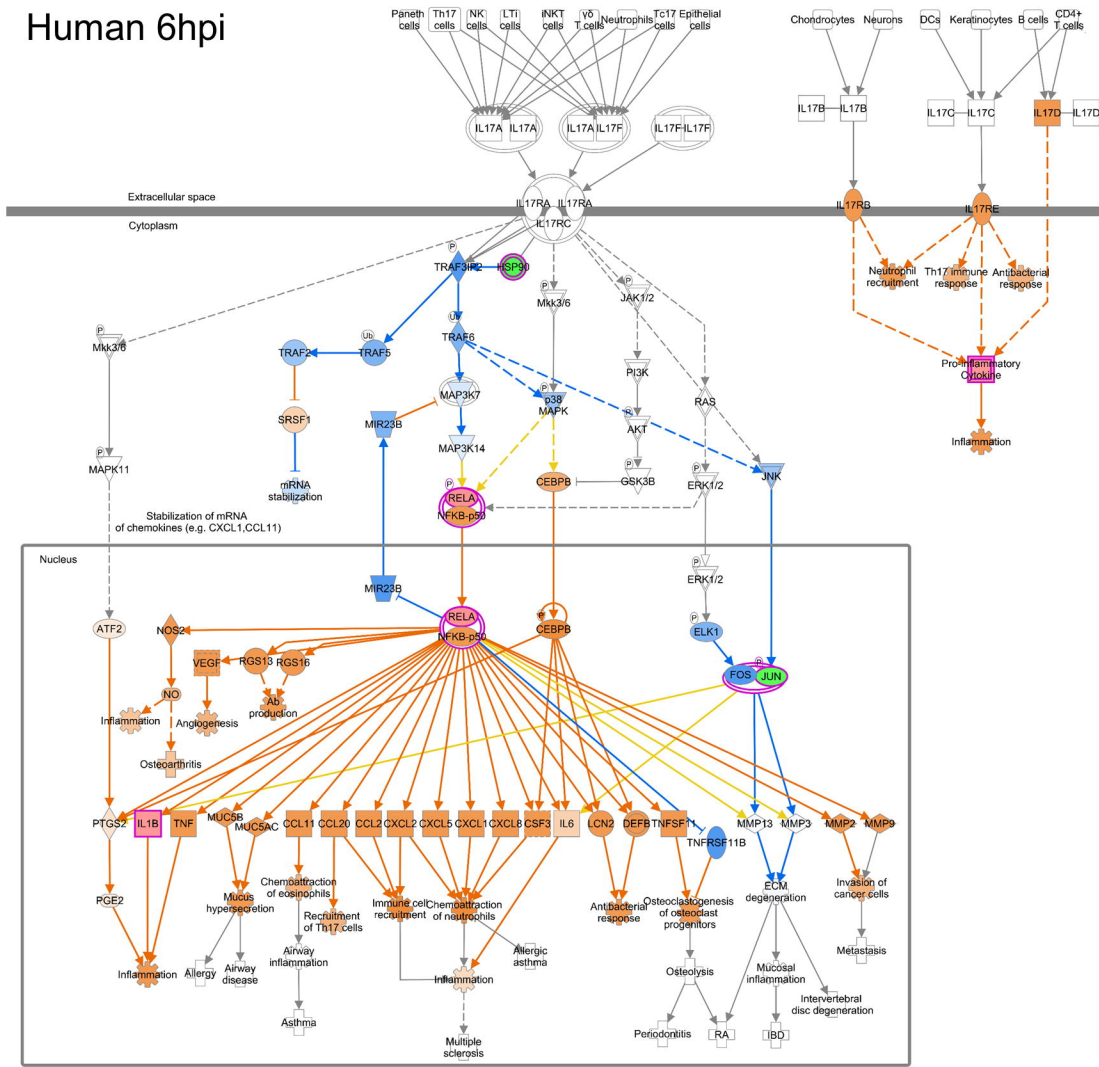 Human 6hpi
Paneth
cells
Th17
cells
NK
cells
LTi
cells
iNKT
cells
γδ
T cells
Neutrophils
Tc17
cells
Epithelial
cells
Chondrocytes
Neurons
DCs
Keratinocytes
B cells
CD4+
T cells
IL17A
IL17A
IL17A
IL17F
IL17F
IL17F
IL17B
IL17B
IL17C
IL17C
IL17D
IL17D
Extracellular space
Cytoplasm
IL17RA
IL17RA
IL17RC
IL17RB
IL17RE
P
TRAF3IP2
HSP90
Neutrophil
recruitment
Th17 immune
response
Antibacterial
response
P
Mkk3/6
P
Mkk3/6
P
JAK1/2
Ub
TRAF6
TRAF2
Ub
TRAF5
PI3K
Pro-inflammatory
Cytokine
MAP3K7
P
p38
MAPK
RAS
SRSF1
MIR23B
P
AKT
Inflammation
MAP3K14
P
MAPK11
mRNA
stabilization
P
RELA
NFKB-p50
CEBPB
P
GSK3B
P
ERK1/2
JNK
Stabilization of mRNA
of chemokines (e.g. CXCL1,CCL11)
Nucleus
P
ERK1/2
MIR23B
ATF2
NOS2
RELA
NFKB-p50
P
CEBPB
P
ELK1
VEGF
RGS13
RGS16
P
FOS
JUN
NO
Ab
production
Inflammation
Angiogenesis
Osteoarthritis
PTGS2
IL1B
TNF
MUC5B
MUC5AC
CCL11
CCL20
CCL2
CXCL2
CXCL5
CXCL1
CXCL8
CSF3
IL6
LCN2
DEFB
TNFSF11
TNFRSF11B
MMP13
MMP3
MMP2
MMP9
PGE2
Mucus
hypersecretion
Chemoattraction
of eosinophils
Recruitment
of Th17 cells
Immune cell
recruitment
Chemoattraction
of neutrophils
Antibacterial
response
Osteoclastogenesis
of osteoclast
progenitors
ECM
degeneration
Invasion of
cancer cells
Inflammation
Allergy
Airway
disease
Airway
inflammation
Inflammation
Allergic
asthma
Osteolysis
Mucosal
inflammation
Metastasis
Intervertebral
disc degeneration
Asthma
Multiple
sclerosis
Periodontitis
RA
IBD